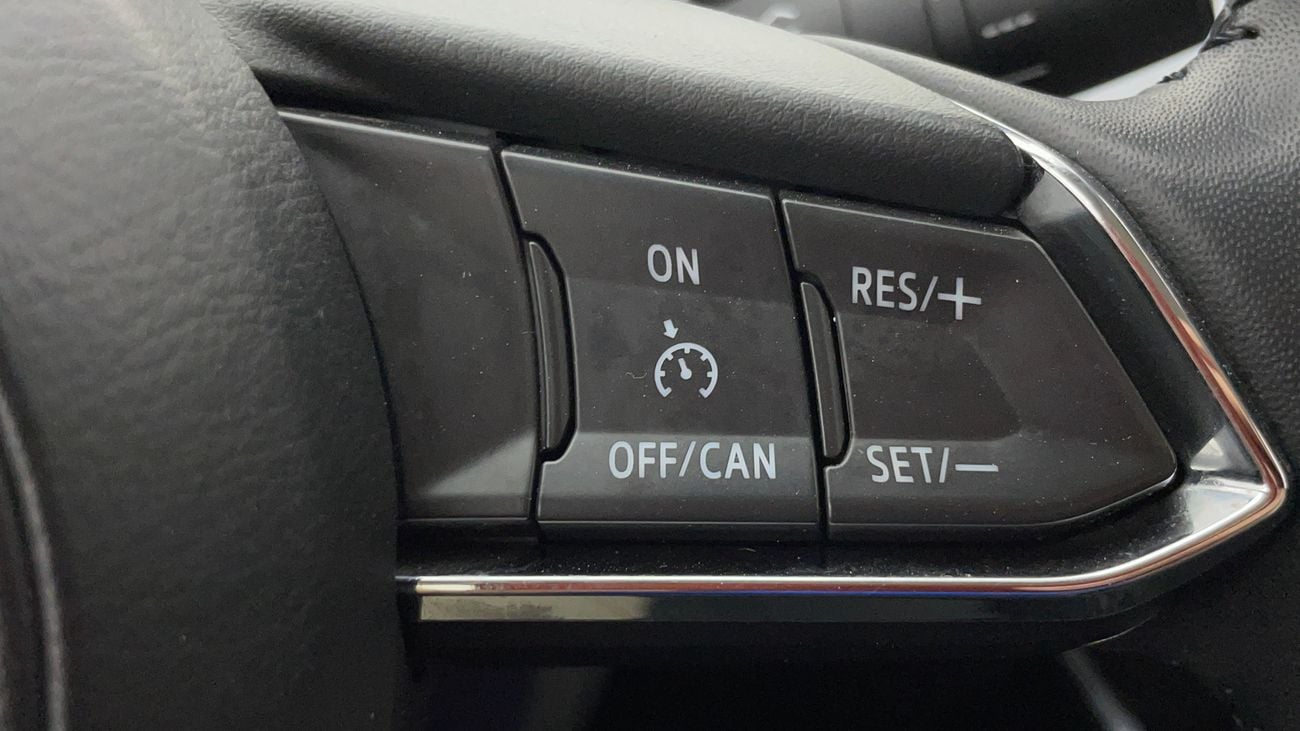 ON
RES/+
OFF/CAN
SET/—